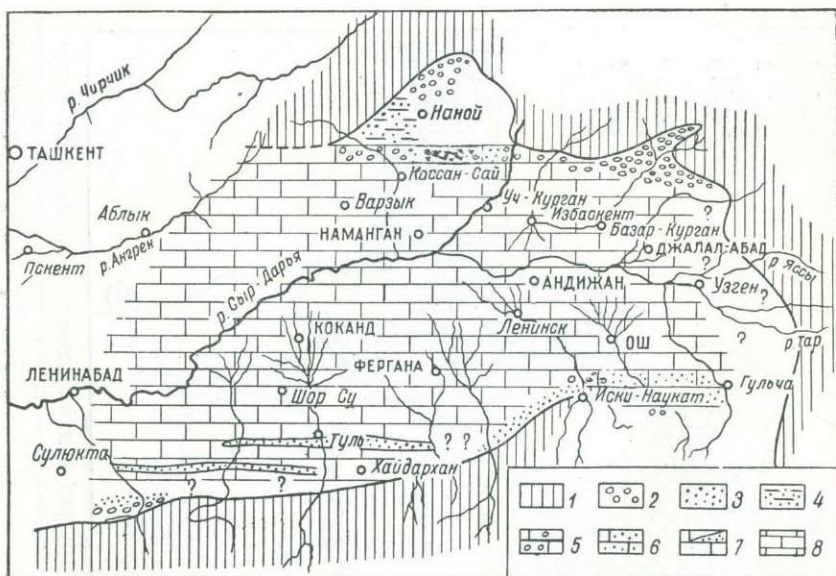 р. Чирчик
ТАШКЕНТ
Наной
Кассан-Сай
Аблык
Варзык
Уч-Курган
Избаскент
Базар-Курган
НАМАНГАН
?
ДЖАЛАЛ-АБАД
Пскент
р. Ангрен
?
р. Яссы
АНДИЖАН
Узген
?
р. Сыр-Дарья
Ленинск
р. Тар
КОКАНД
ОШ
?
ЛЕНИНАБАД
ФЕРГАНА
Гульча
Шор Су
Иски-Наукат
Туль
? ?
Сулюкта
Хайдархан
?
?
1 2 3 4
5 6 7 8